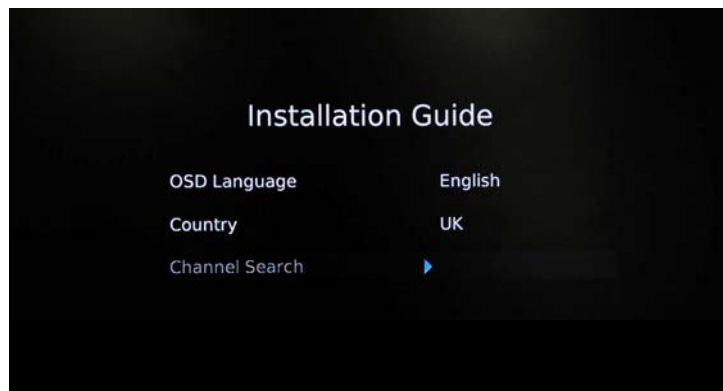 Installation Guide
OSD Language English
Country UK
Channel Search